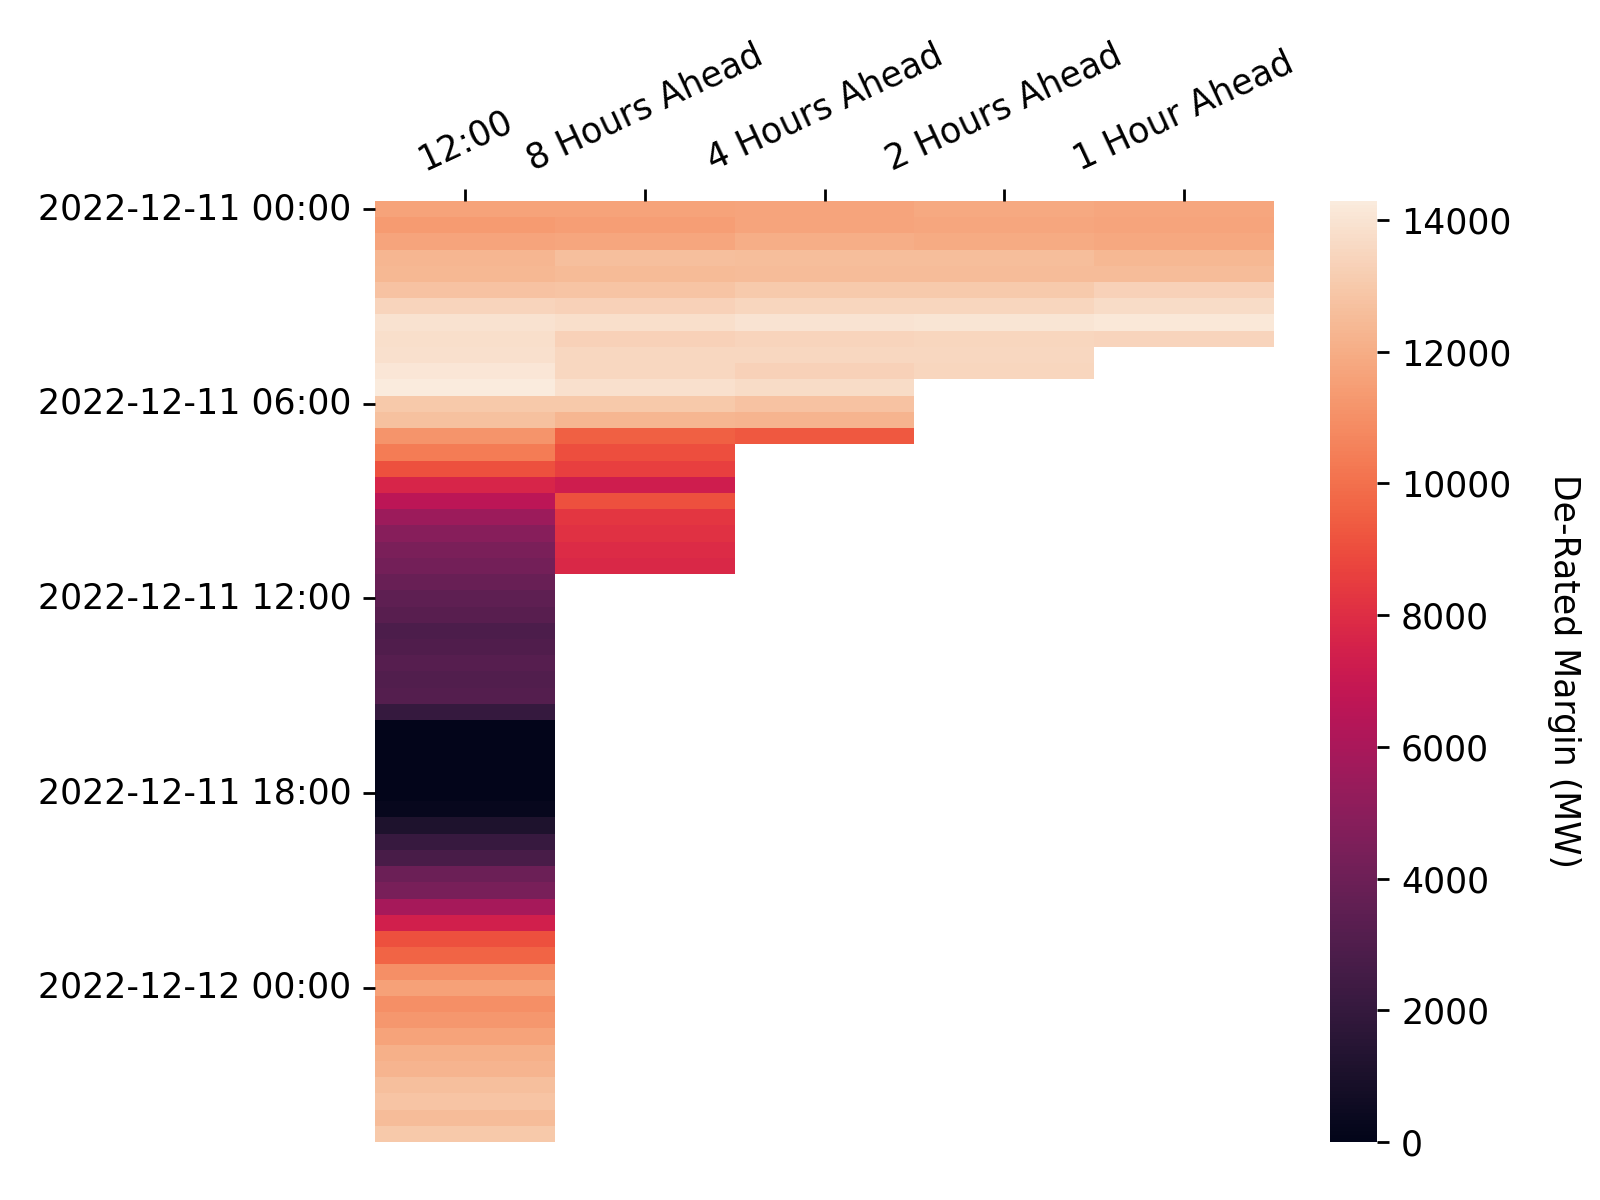 12:00
8 Hours Ahead
4 Hours Ahead
2 Hours Ahead
1 Hour Ahead
2022-12-11 00:00
2022-12-11 06:00
2022-12-11 12:00
2022-12-11 18:00
2022-12-12 00:00
14000
12000
10000
8000
6000
4000
2000
0
De-Rated Margin (MW)